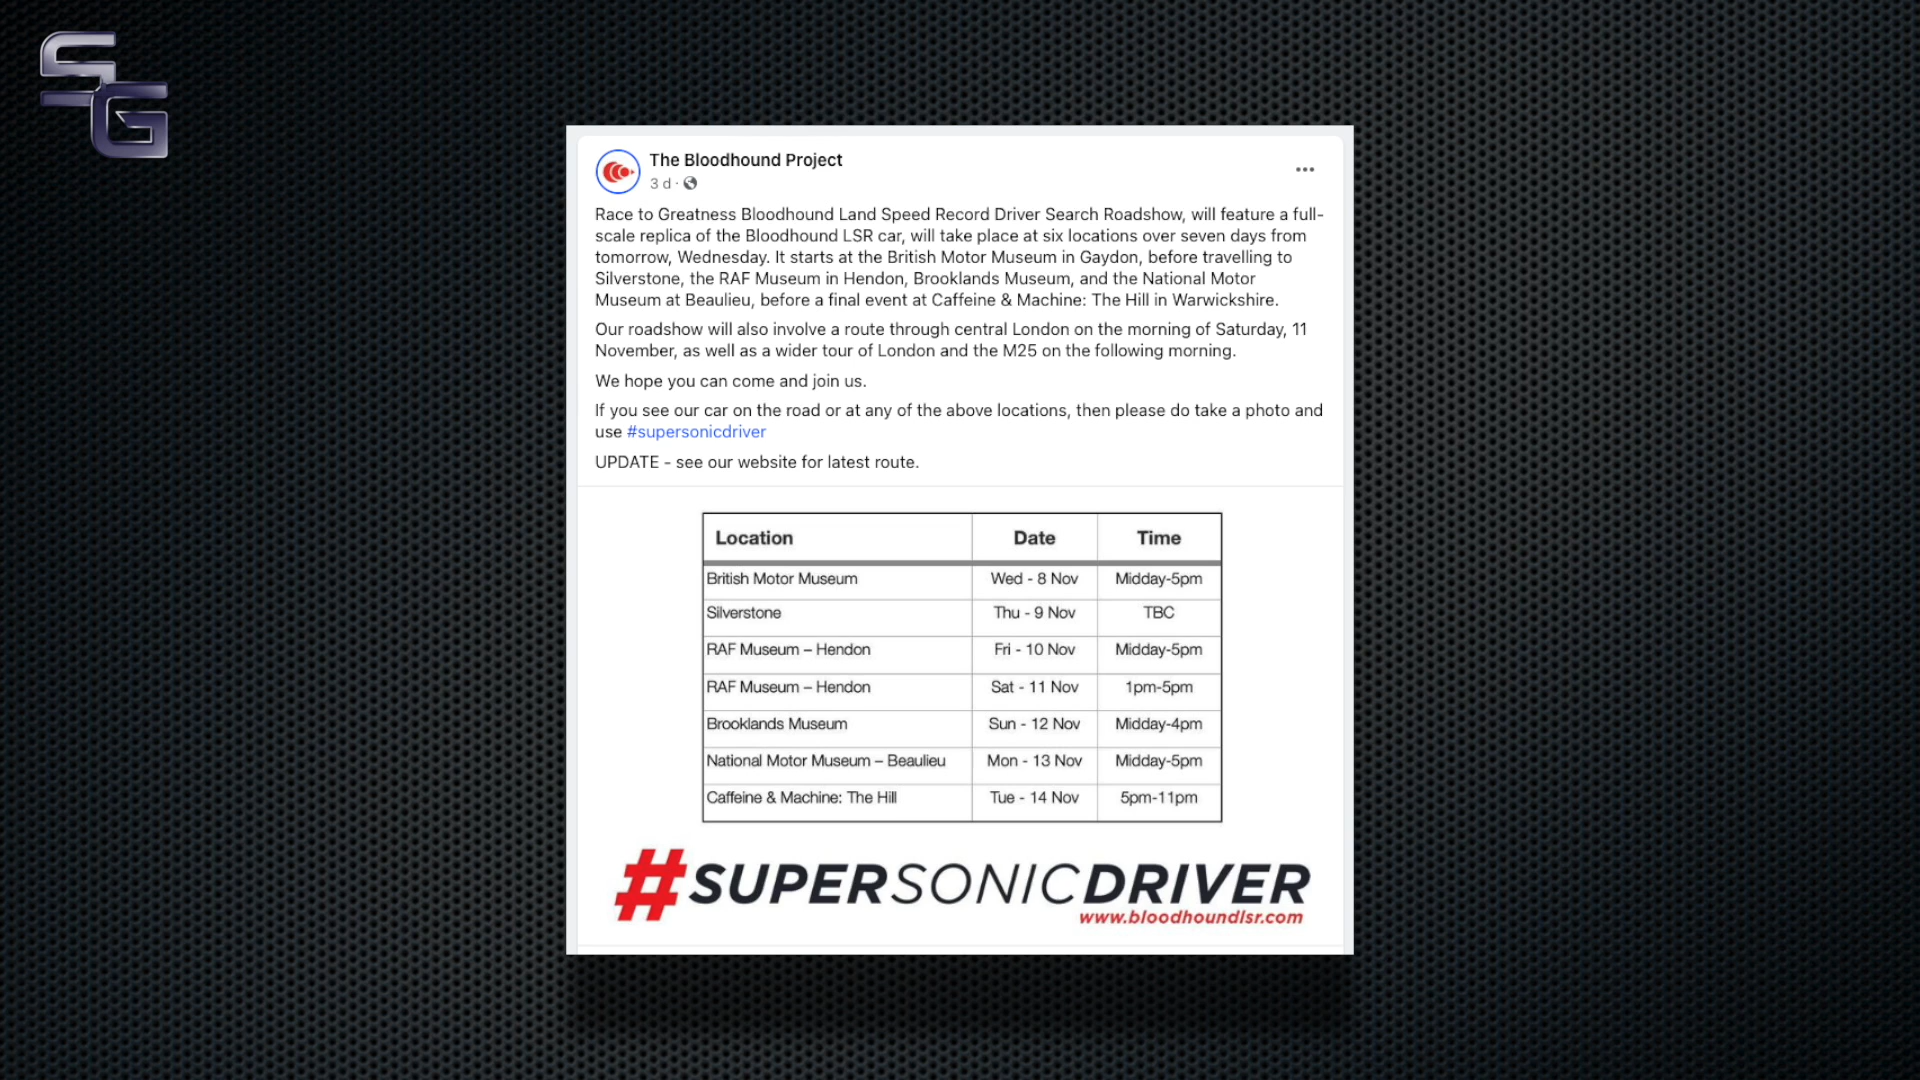 SG
The Bloodhound Project
3 d ·
Race to Greatness Bloodhound Land Speed Record Driver Search Roadshow, will feature a full-
scale replica of the Bloodhound LSR car, will take place at six locations over seven days from
tomorrow, Wednesday. It starts at the British Motor Museum in Gaydon, before travelling to
Silverstone, the RAF Museum in Hendon, Brooklands Museum, and the National Motor
Museum at Beaulieu, before a final event at Caffeine & Machine: The Hill in Warwickshire.
Our roadshow will also involve a route through central London on the morning of Saturday, 11
November, as well as a wider tour of London and the M25 on the following morning.
We hope you can come and join us.
If you see our car on the road or at any of the above locations, then please do take a photo and
use #supersonicdriver
UPDATE - see our website for latest route.
Location Date Time
British Motor Museum Wed - 8 Nov Midday-5pm
Silverstone Thu - 9 Nov TBC
RAF Museum – Hendon Fri - 10 Nov Midday-5pm
RAF Museum – Hendon Sat - 11 Nov 1pm-5pm
Brooklands Museum Sun - 12 Nov Midday-4pm
National Motor Museum – Beaulieu Mon - 13 Nov Midday-5pm
Caffeine & Machine: The Hill Tue - 14 Nov 5pm-11pm
#SUPERSONICDRIVER
www.bloodhoundlsr.com